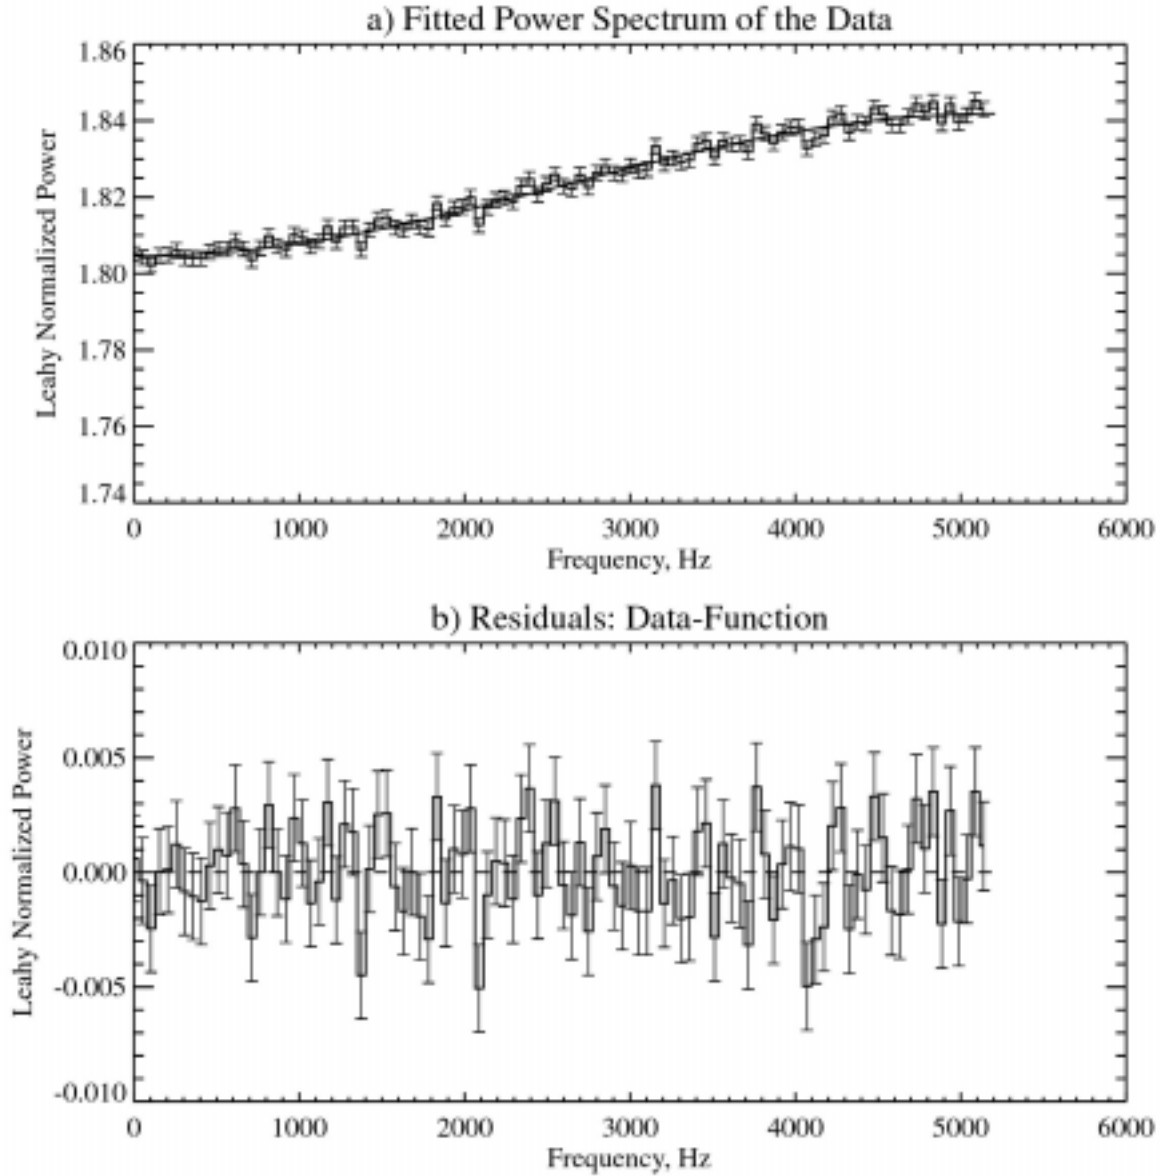 a) Fitted Power Spectrum of the Data
1.86
1.84
1.82
1.80
1.78
1.76
1.74
Leahy Normalized Power
0 1000 2000 3000 4000 5000 6000
Frequency, Hz
b) Residuals: Data-Function
0.010
0.005
0.000
-0.005
-0.010
Leahy Normalized Power
0 1000 2000 3000 4000 5000 6000
Frequency, Hz